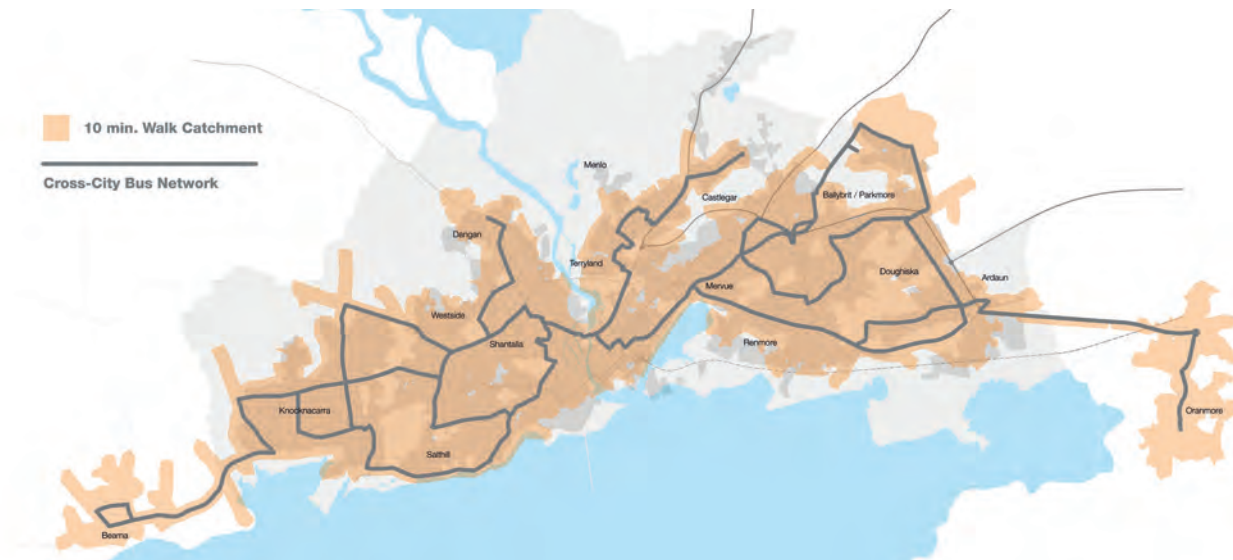 10 min. Walk Catchment
Cross-City Bus Network
Menlo
Castlegar
Ballybrit / Parkmore
Dangan
Terryland
Doughiska
Ardaun
Mervue
Westside
Shantalla
Renmore
Knocknacarra
Oranmore
Salthill
Bearna